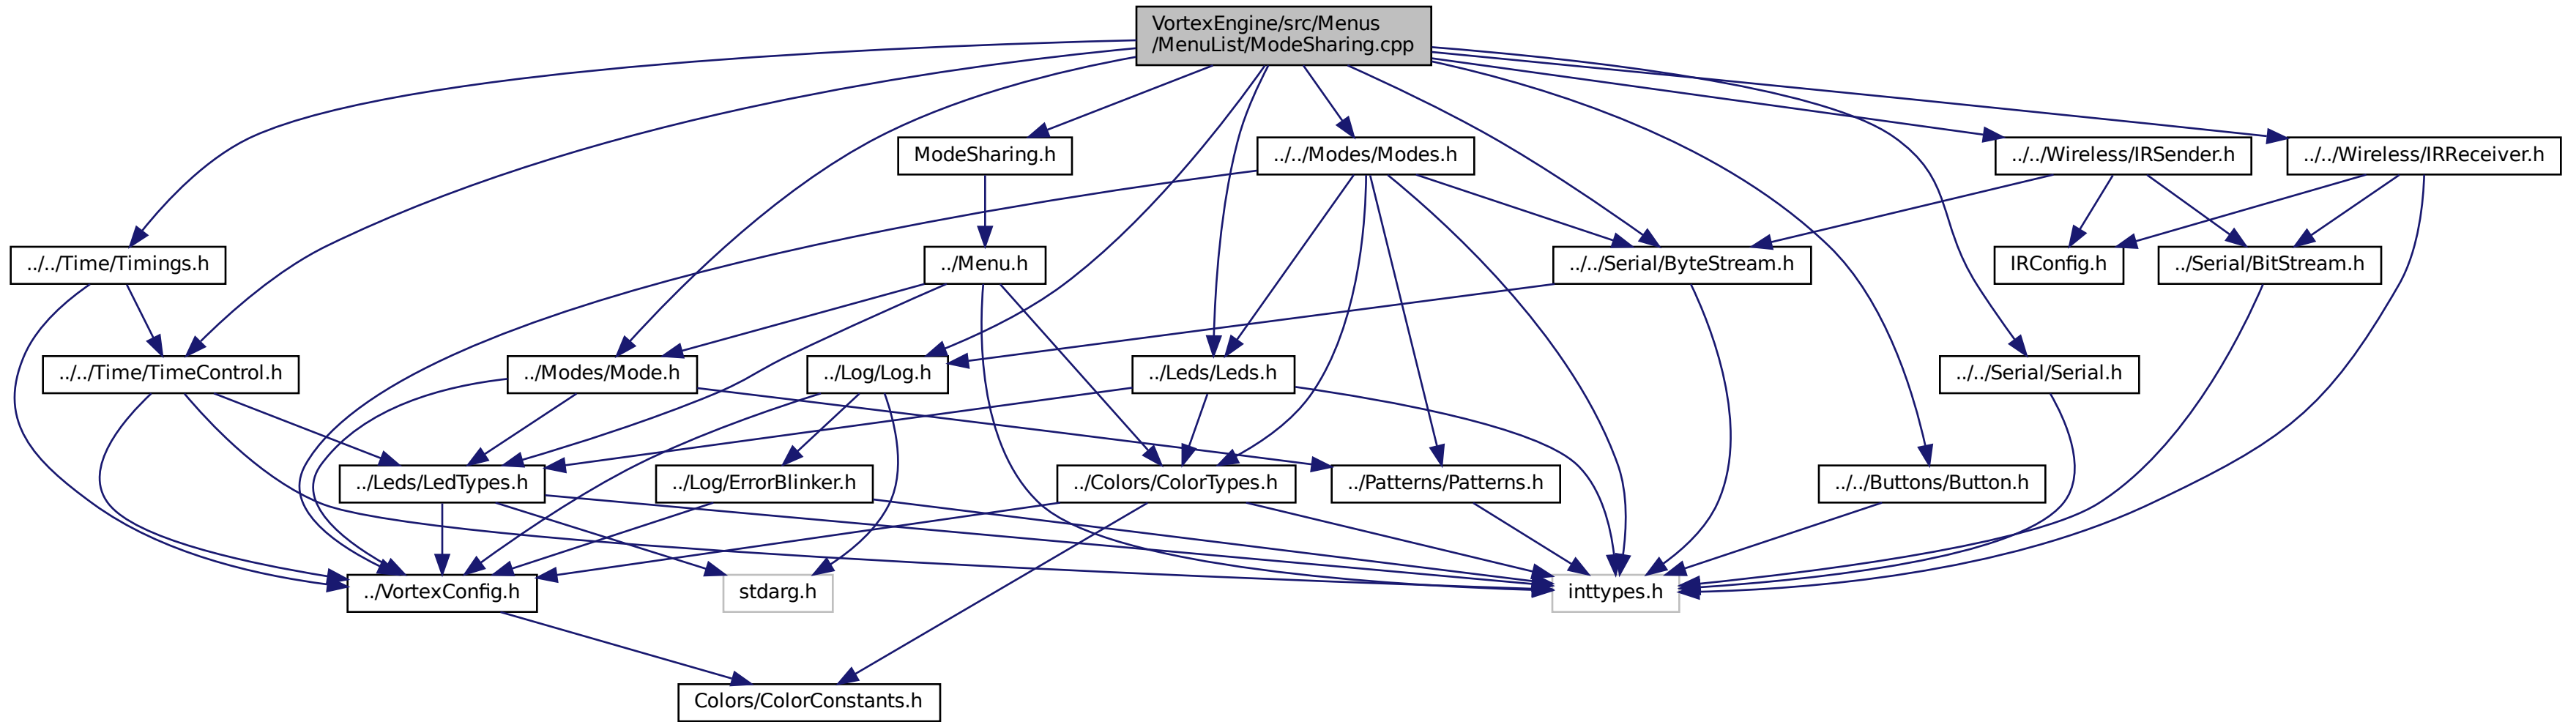 VortexEngine/src/Menus
/MenuList/ModeSharing.cpp
ModeSharing.h
../../Modes/Modes.h
../../Wireless/IRSender.h
../../Wireless/IRReceiver.h
../../Time/Timings.h
../Menu.h
../../Serial/ByteStream.h
IRConfig.h
../Serial/BitStream.h
../../Time/TimeControl.h
../Modes/Mode.h
../Log/Log.h
../Leds/Leds.h
../../Serial/Serial.h
../Leds/LedTypes.h
../Log/ErrorBlinker.h
../Colors/ColorTypes.h
../Patterns/Patterns.h
../../Buttons/Button.h
../VortexConfig.h
stdarg.h
inttypes.h
Colors/ColorConstants.h